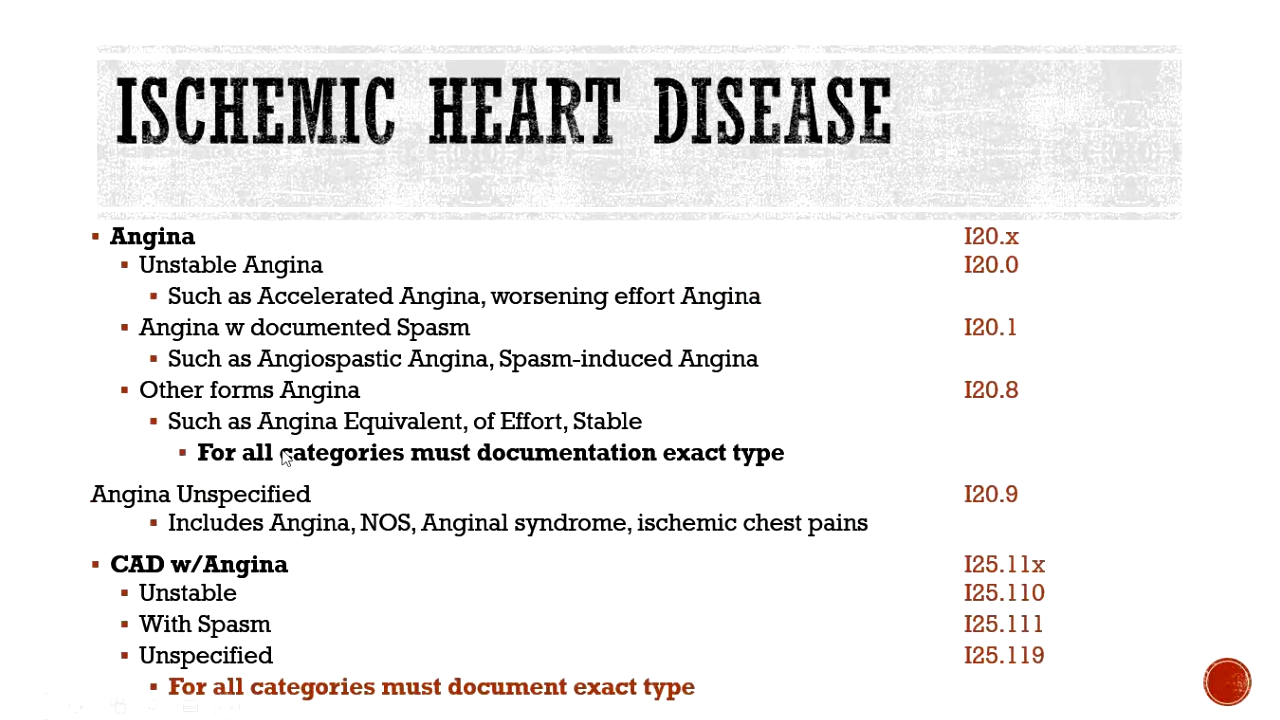 ISCHEMIC HEART DISEASE
Angina I20.x
Unstable Angina I20.0
Such as Accelerated Angina, worsening effort Angina
Angina w documented Spasm I20.1
Such as Angiospastic Angina, Spasm-induced Angina
Other forms Angina I20.8
Such as Angina Equivalent, of Effort, Stable
For all categories must documentation exact type
Angina Unspecified I20.9
Includes Angina, NOS, Anginal syndrome, ischemic chest pains
CAD w/Angina I25.11x
Unstable I25.110
With Spasm I25.111
Unspecified I25.119
For all categories must document exact type